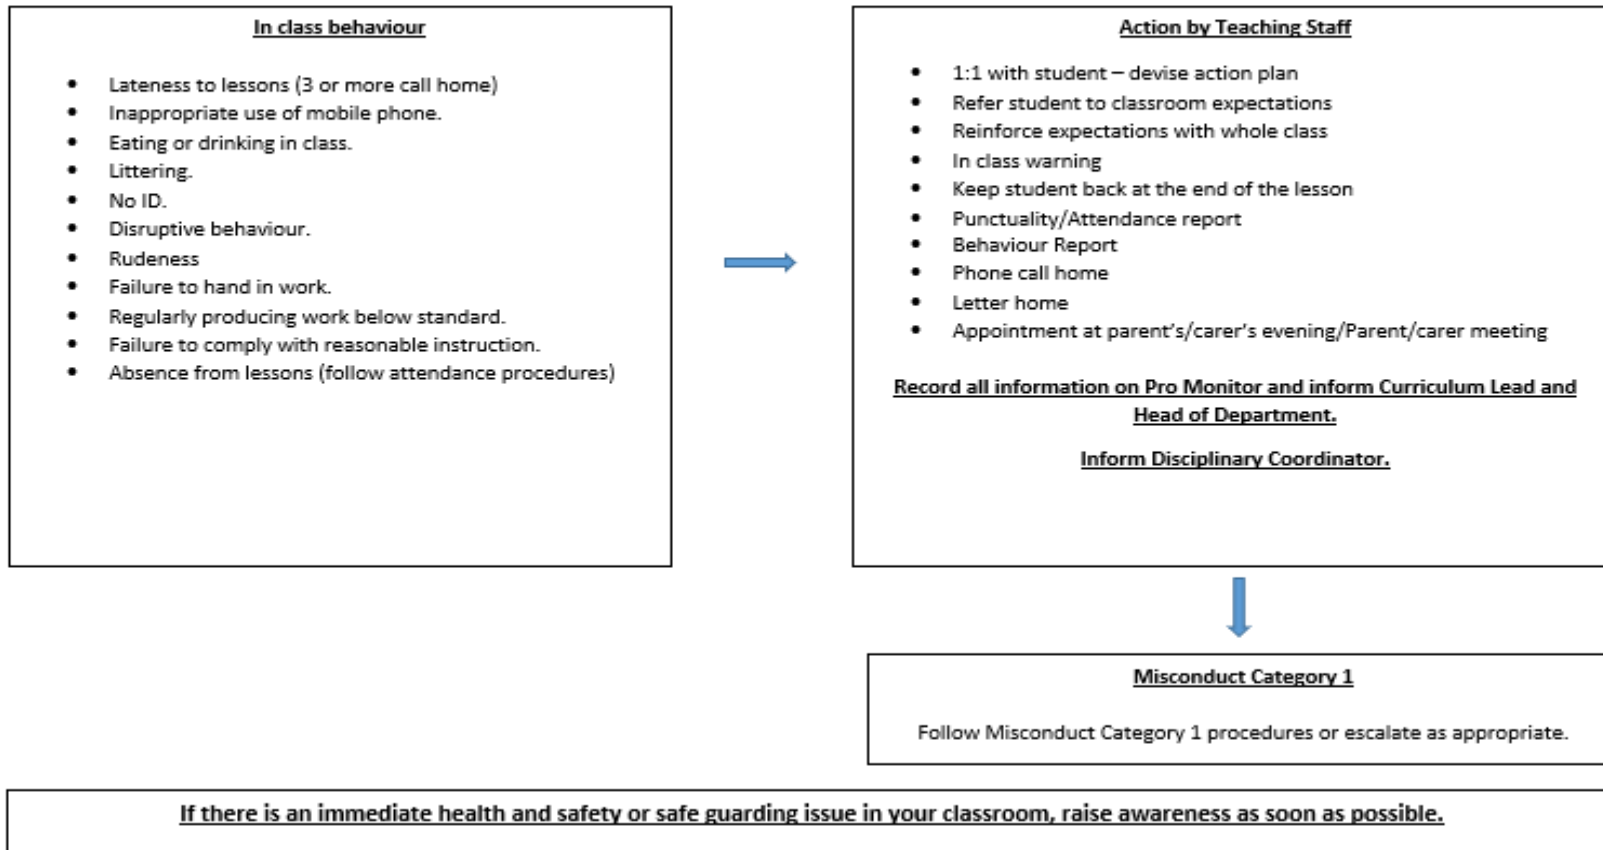 In class behaviour
• Lateness to lessons (3 or more call home)
• Inappropriate use of mobile phone.
• Eating or drinking in class.
• Littering.
• No ID.
• Disruptive behaviour.
• Rudeness
• Failure to hand in work.
• Regularly producing work below standard.
• Failure to comply with reasonable instruction.
• Absence from lessons (follow attendance procedures)
Action by Teaching Staff
• 1:1 with student – devise action plan
• Refer student to classroom expectations
• Reinforce expectations with whole class
• In class warning
• Keep student back at the end of the lesson
• Punctuality/Attendance report
• Behaviour Report
• Phone call home
• Letter home
• Appointment at parent's/carer's evening/Parent/carer meeting
Record all information on Pro Monitor and inform Curriculum Lead and
Head of Department.
Inform Disciplinary Coordinator.
Misconduct Category 1
Follow Misconduct Category 1 procedures or escalate as appropriate.
If there is an immediate health and safety or safe guarding issue in your classroom, raise awareness as soon as possible.